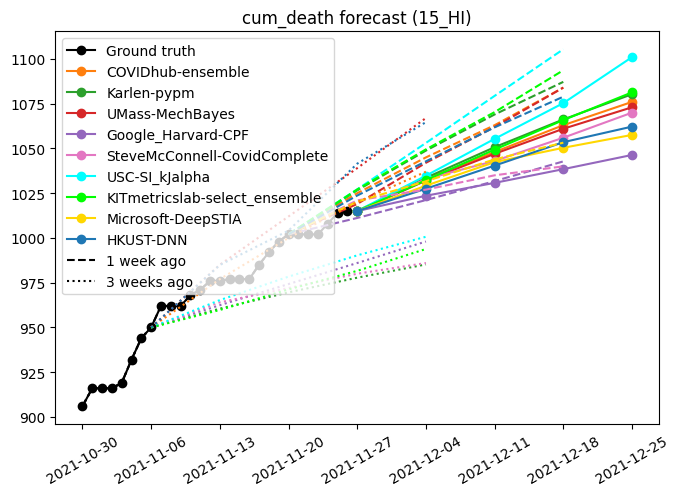 cum_death forecast (15_HI)
1100
1075
1050
1025
1000
975
950
925
900
Ground truth
COVIDhub-ensemble
Karlen-pypm
UMass-MechBayes
Google_Harvard-CPF
SteveMcConnell-CovidComplete
USC-SI_kJalpha
KITmetricslab-select_ensemble
Microsoft-DeepSTIA
HKUST-DNN
1 week ago
3 weeks ago
2021-10-30
2021-11-06
2021-11-13
2021-11-20
2021-11-27
2021-12-04
2021-12-11
2021-12-18
2021-12-25